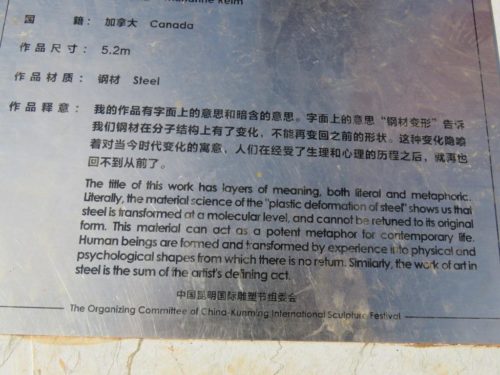 Marianne Reim
国 籍: 加拿大 Canada
作品尺寸: 5.2m
作品材质: 钢材 Steel
作品释意: 我的作品有字面上的意思和暗含的意思。字面上的意思“钢材变形”告诉
我们钢材在分子结构上有了变化，不能再变回之前的形状。这种变化隐喻
着对当今时代变化的寓意，人们在经受了生理和心理的历程之后，就再也
回不到从前了。
The title of this work has layers of meaning, both literal and metaphoric.
Literally, the material science of the "plastic deformation of steel" shows us that
steel is transformed at a molecular level, and cannot be retuned to its original
form. This material can act as a potent metaphor for contemporary life.
Human beings are formed and transformed by experience into physical and
psychological shapes from which there is no return. Similarly, the work of art in
steel is the sum of the artist's defining act.
中国昆明国际雕塑节组委会
The Organizing Committee of China-Kunming International Sculpture Festival